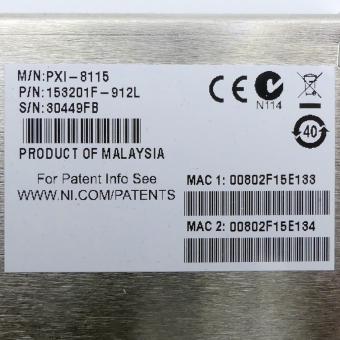 M/N:PXI-8115
P/N:153201F-912L
S/N:30449FB
CE
N114
40
PRODUCT OF MALAYSIA
For Patent Info See
WWW.NI.COM/PATENTS
MAC 1: 00802F15E133
MAC 2: 00802F15E134